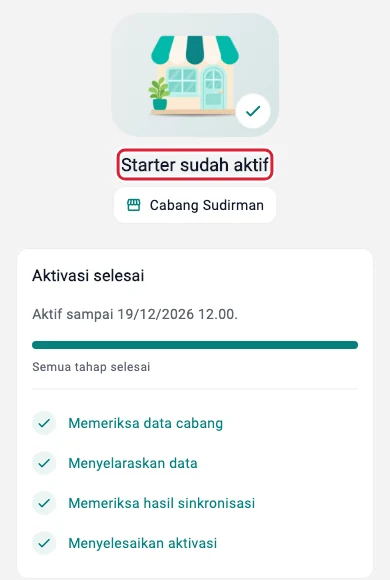 Starter sudah aktif
Cabang Sudirman
Aktivasi selesai
Aktif sampai 19/12/2026 12.00.
Semua tahap selesai
Memeriksa data cabang
Menyelaraskan data
Memeriksa hasil sinkronisasi
Menyelesaikan aktivasi